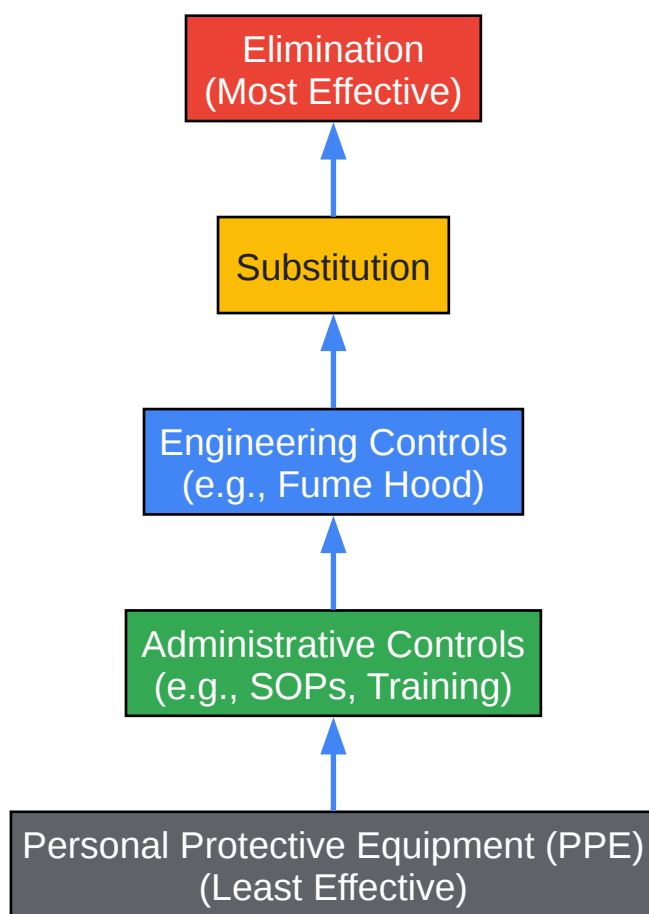 Elimination
(Most Effective)
Substitution
Engineering Controls
(e.g., Fume Hood)
Administrative Controls
(e.g., SOPs, Training)
Personal Protective Equipment (PPE)
(Least Effective)